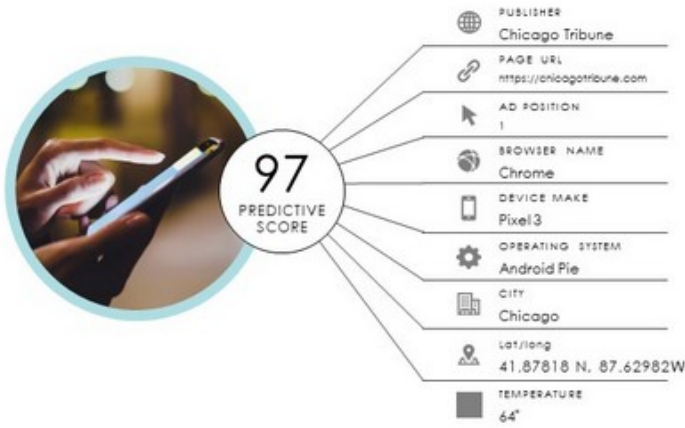 97
PREDICTIVE
SCORE
PUBLISHER
Chicago Tribune
PAGE URL
https://chicagotribune.com
AD POSITION
1
BROWSER NAME
Chrome
DEVICE MAKE
Pixel 3
OPERATING SYSTEM
Android Pie
CITY
Chicago
Lat/long
41.87818 N, 87.62982W
TEMPERATURE
64°